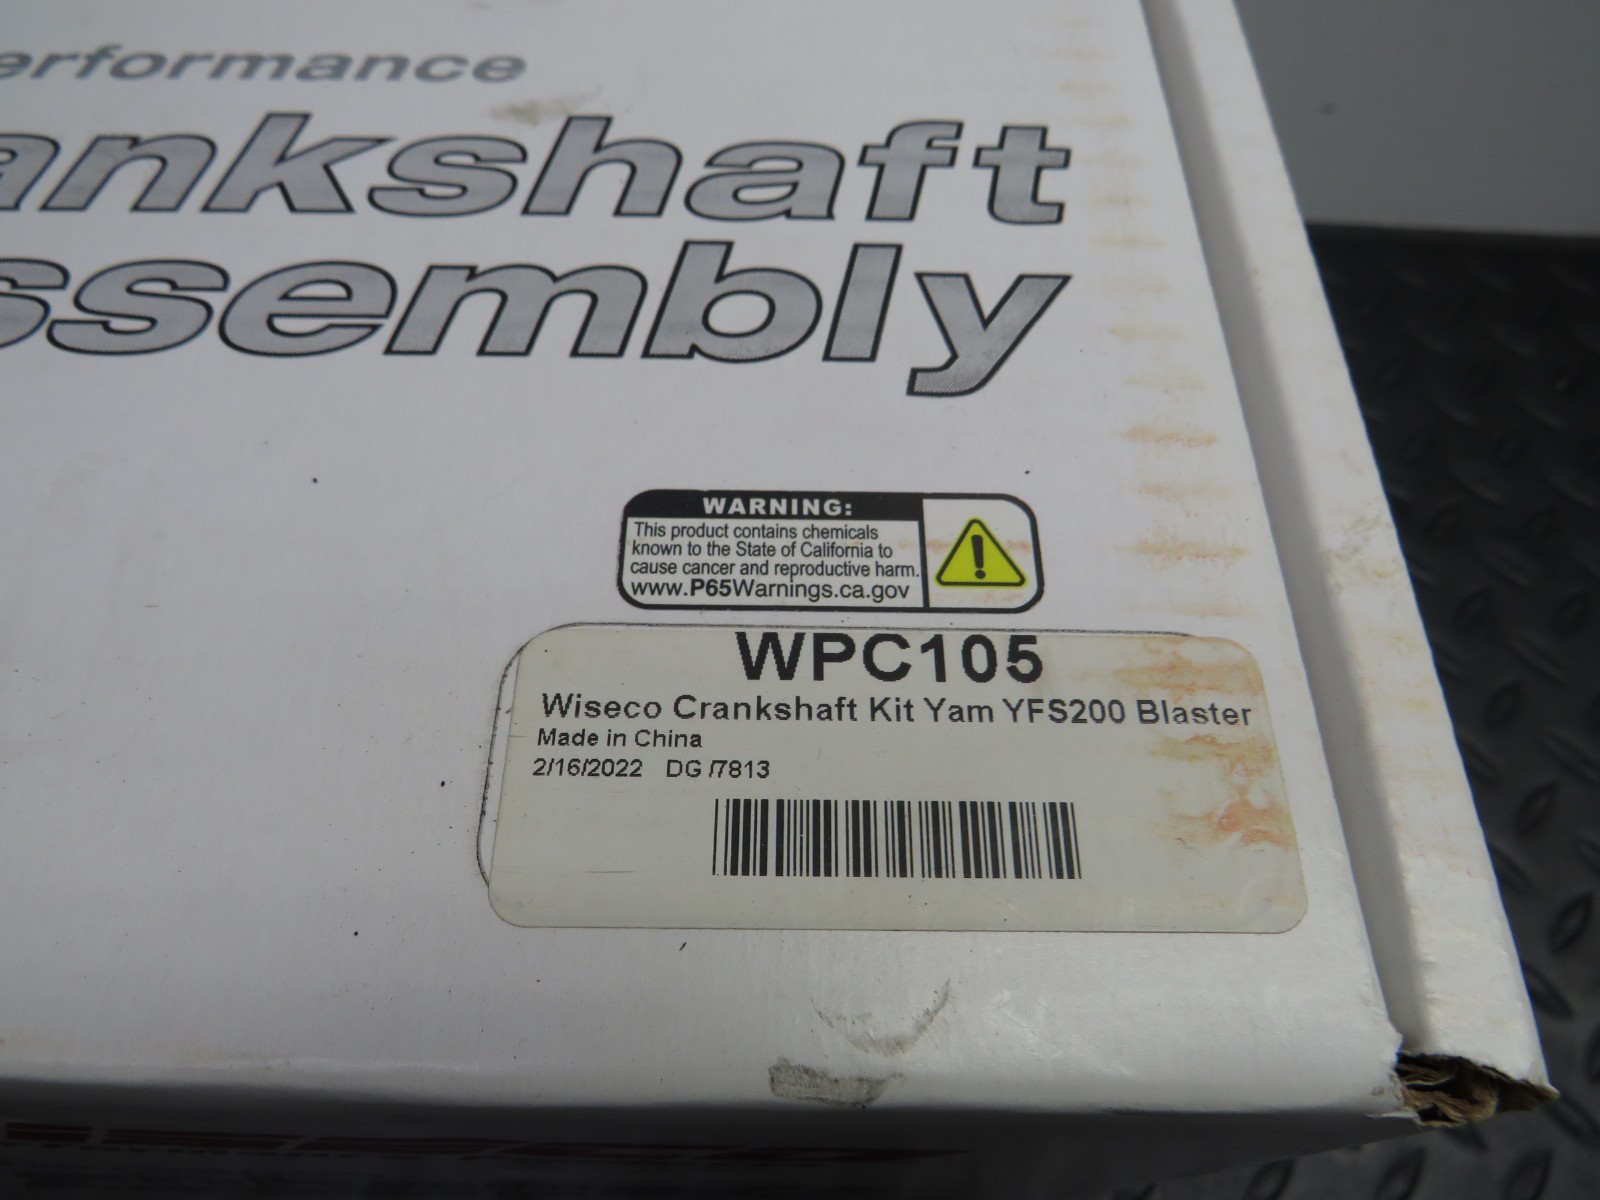 erformance
ankshaft
ssembly
WARNING:
This product contains chemicals
known to the State of California to
cause cancer and reproductive harm.
www.P65Warnings.ca.gov
WPC105
Wiseco Crankshaft Kit Yam YFS200 Blaster
Made in China
2/16/2022 DG /7813